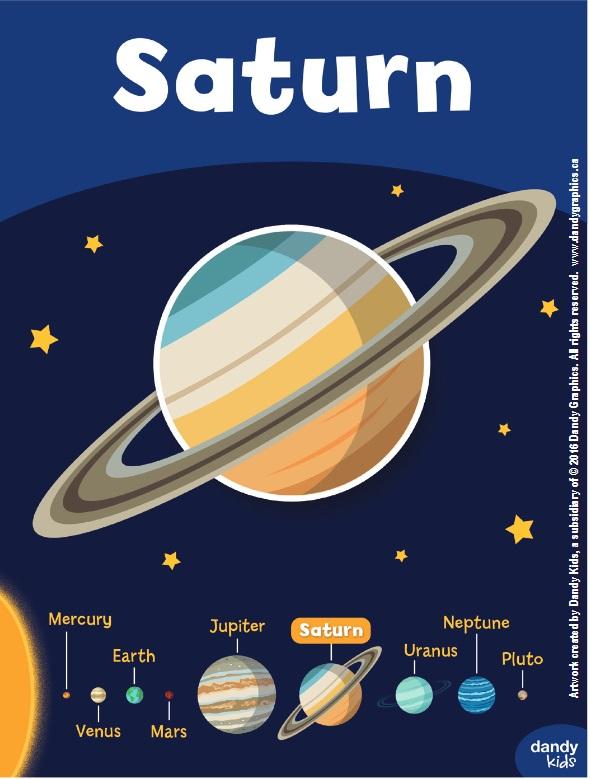 Saturn
Artwork created by Dandy Kids, a subsidiary of © 2016 Dandy Graphics. All rights reserved. www.dandygraphics.ca
Mercury
Venus
Earth
Mars
Jupiter
Saturn
Uranus
Neptune
Pluto
dandy
kids